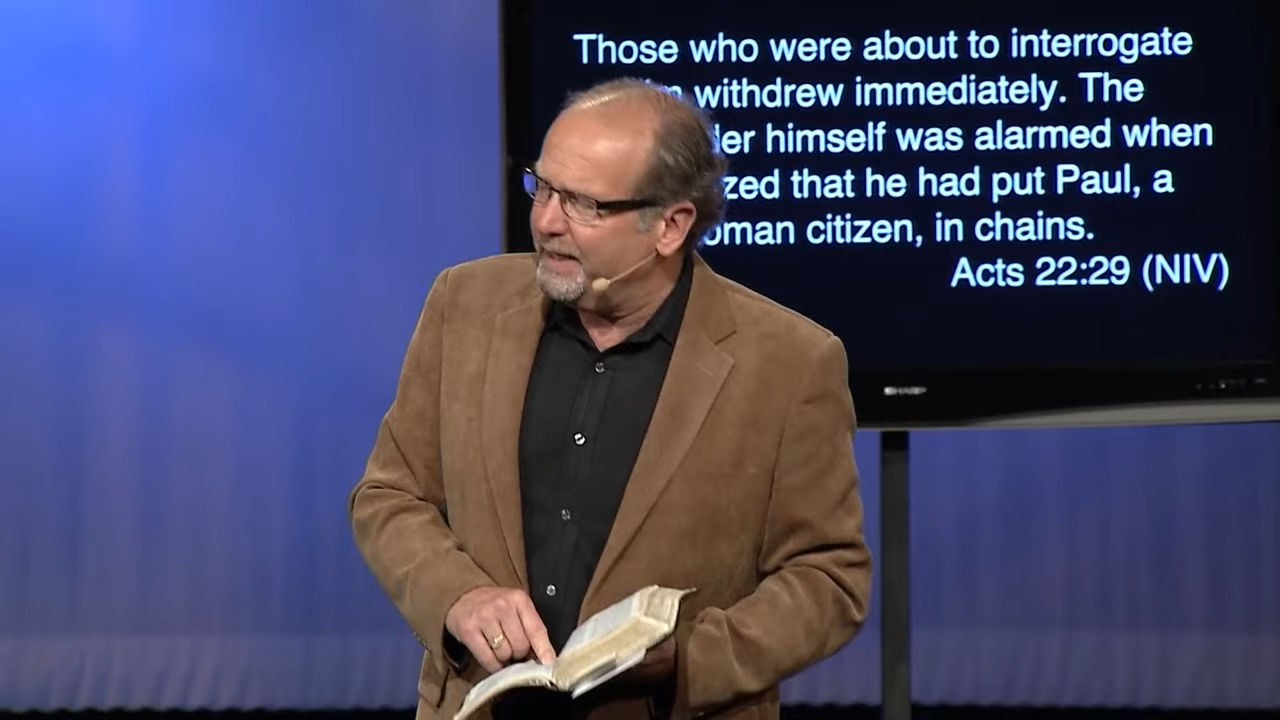 Those who were about to interrogate
withdrew immediately. The
himself was alarmed when
that he had put Paul, a
citizen, in chains.
Acts 22:29 (NIV)
SHARP